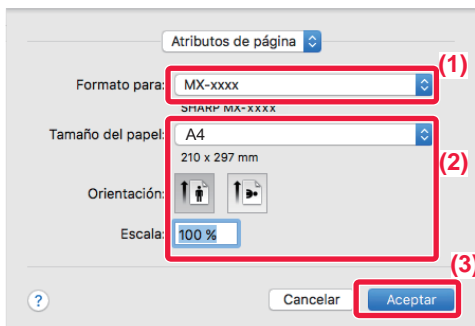 Atributos de página
(1)
Formato para: MX-xxxx
SHARP MX-xxxx
Tamaño del papel: A4
210 x 297 mm
(2)
Orientación:
Escala: 100 %
(3)
? Cancelar Aceptar